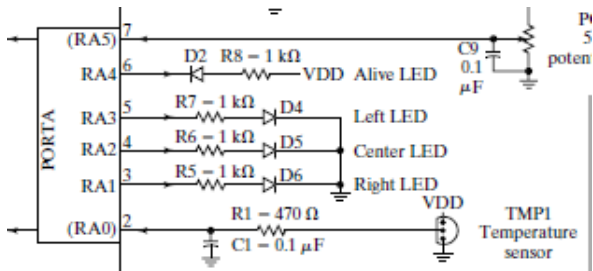 (RA5) 7 P
C9 5
D2 R8 – 1 kΩ 0.1 potent
RA4 6 VDD Alive LED μF
R7 – 1 kΩ D4
RA3 5 Left LED
R6 – 1 kΩ D5
PORTA RA2 4 Center LED
R5 – 1 kΩ D6
RA1 3 Right LED
VDD
R1 – 470 Ω TMP1
(RA0) 2 Temperature
C1 – 0.1 μF sensor